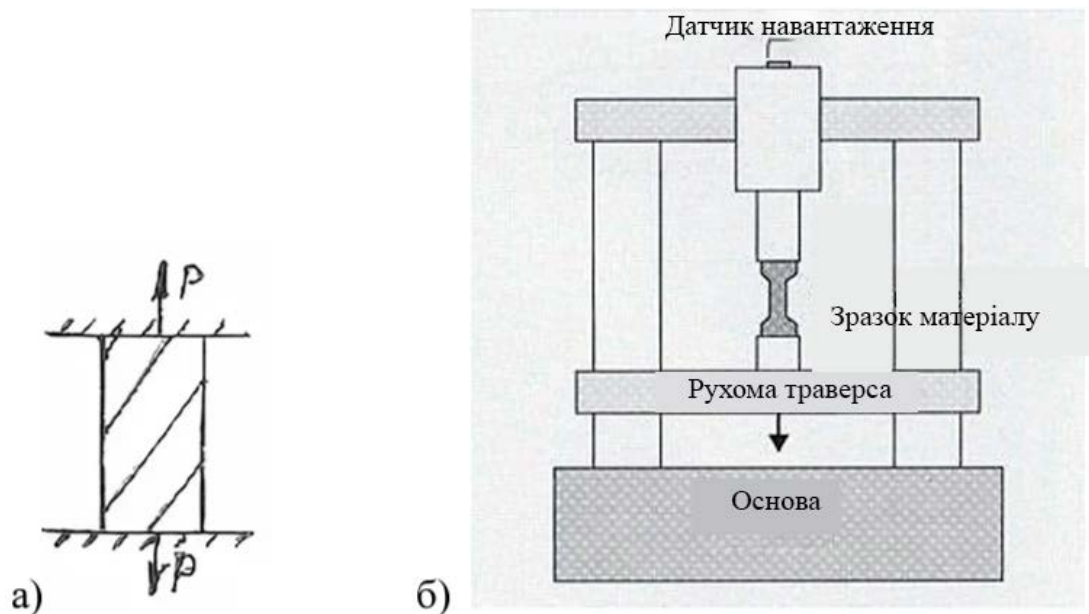 Датчик навантаження
P
Зразок матеріалу
Рухома траверса
Основа
P
а)
б)